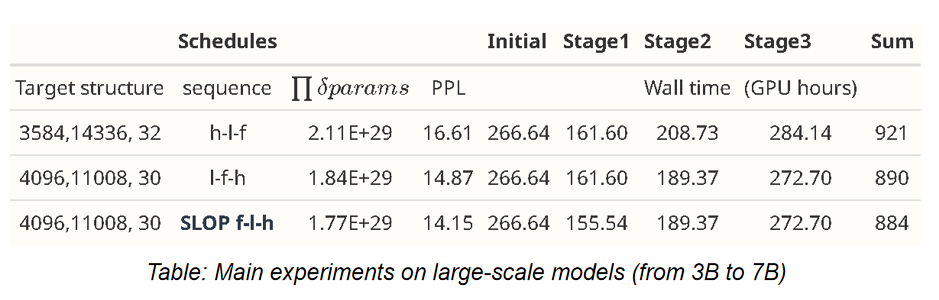 Schedules Initial Stage1 Stage2 Stage3 Sum
Target structure sequence ∏ δparams PPL Wall time (GPU hours)
3584,14336, 32 h-l-f 2.11E+29 16.61 266.64 161.60 208.73 284.14 921
4096,11008, 30 l-f-h 1.84E+29 14.87 266.64 161.60 189.37 272.70 890
4096,11008, 30 SLOP f-l-h 1.77E+29 14.15 266.64 155.54 189.37 272.70 884
Table: Main experiments on large-scale models (from 3B to 7B)